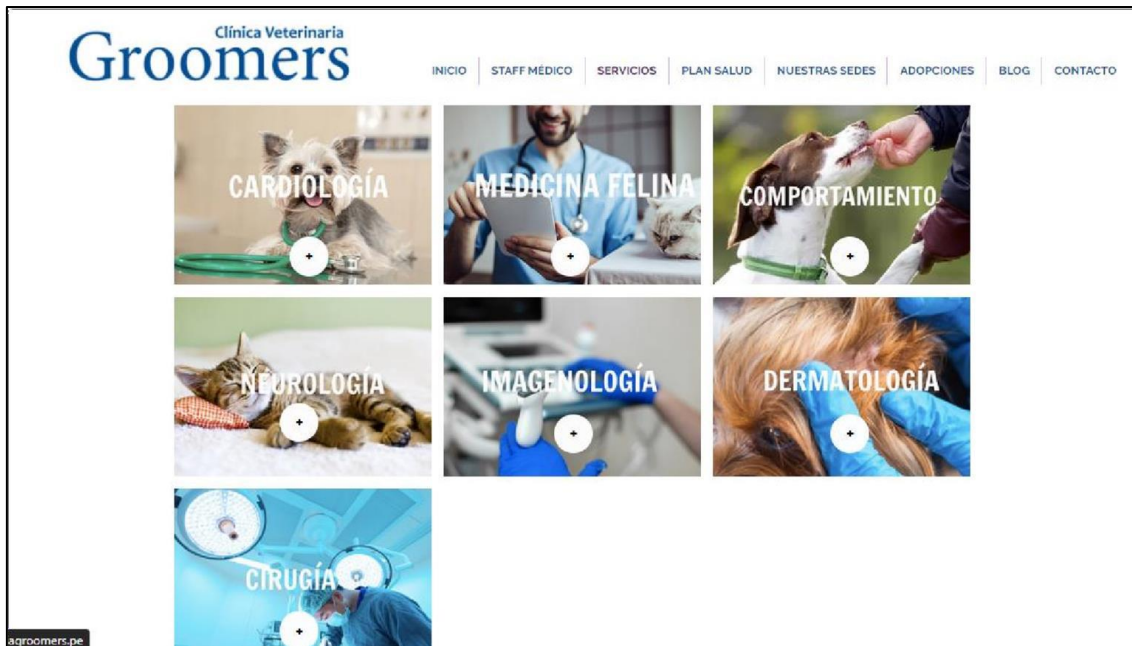 Clínica Veterinaria
Groomers
INICIO STAFF MÉDICO SERVICIOS PLAN SALUD NUESTRAS SEDES ADOPCIONES BLOG CONTACTO
CARDIOLOGÍA MEDICINA FELINA COMPORTAMIENTO
+ + +
NEUROLOGÍA IMAGENOLOGÍA DERMATOLOGÍA
+ + +
CIRUGÍA
+
agroomers.pe